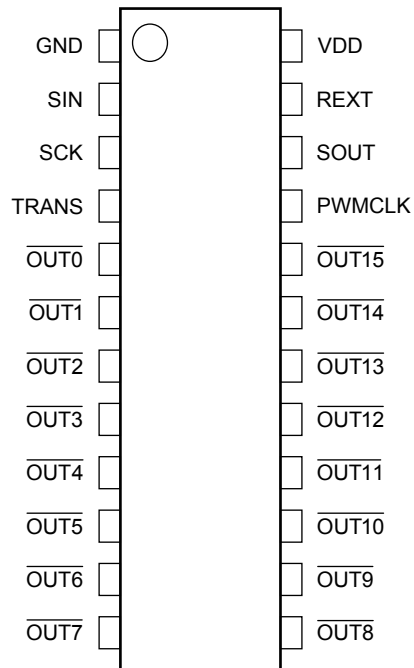 GND VDD
SIN REXT
SCK SOUT
TRANS PWMCLK
OUT0 OUT15
OUT1 OUT14
OUT2 OUT13
OUT3 OUT12
OUT4 OUT11
OUT5 OUT10
OUT6 OUT9
OUT7 OUT8